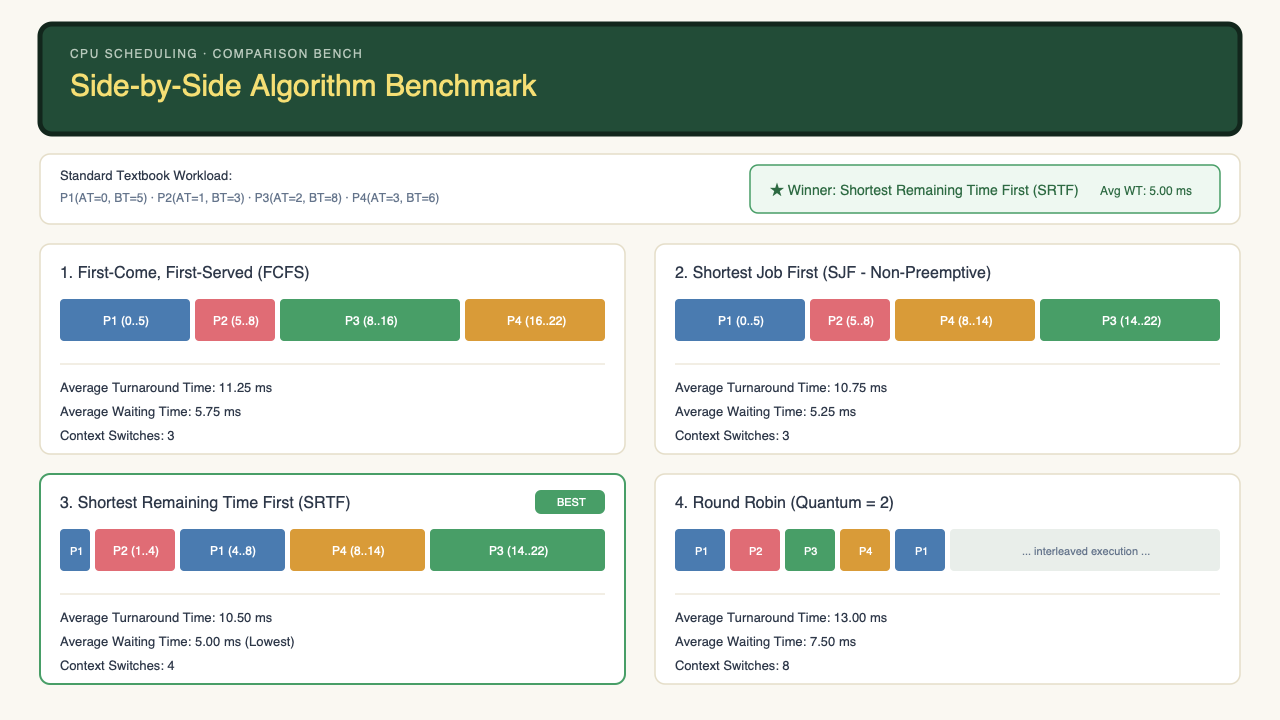 CPU SCHEDULING · COMPARISON BENCH
Side-by-Side Algorithm Benchmark
Standard Textbook Workload:
P1(AT=0, BT=5) · P2(AT=1, BT=3) · P3(AT=2, BT=8) · P4(AT=3, BT=6)
★ Winner: Shortest Remaining Time First (SRTF) Avg WT: 5.00 ms
1. First-Come, First-Served (FCFS)
P1 (0..5) P2 (5..8) P3 (8..16) P4 (16..22)
Average Turnaround Time: 11.25 ms
Average Waiting Time: 5.75 ms
Context Switches: 3
2. Shortest Job First (SJF - Non-Preemptive)
P1 (0..5) P2 (5..8) P4 (8..14) P3 (14..22)
Average Turnaround Time: 10.75 ms
Average Waiting Time: 5.25 ms
Context Switches: 3
3. Shortest Remaining Time First (SRTF) BEST
P1 P2 (1..4) P1 (4..8) P4 (8..14) P3 (14..22)
Average Turnaround Time: 10.50 ms
Average Waiting Time: 5.00 ms (Lowest)
Context Switches: 4
4. Round Robin (Quantum = 2)
P1 P2 P3 P4 P1 ... interleaved execution ...
Average Turnaround Time: 13.00 ms
Average Waiting Time: 7.50 ms
Context Switches: 8